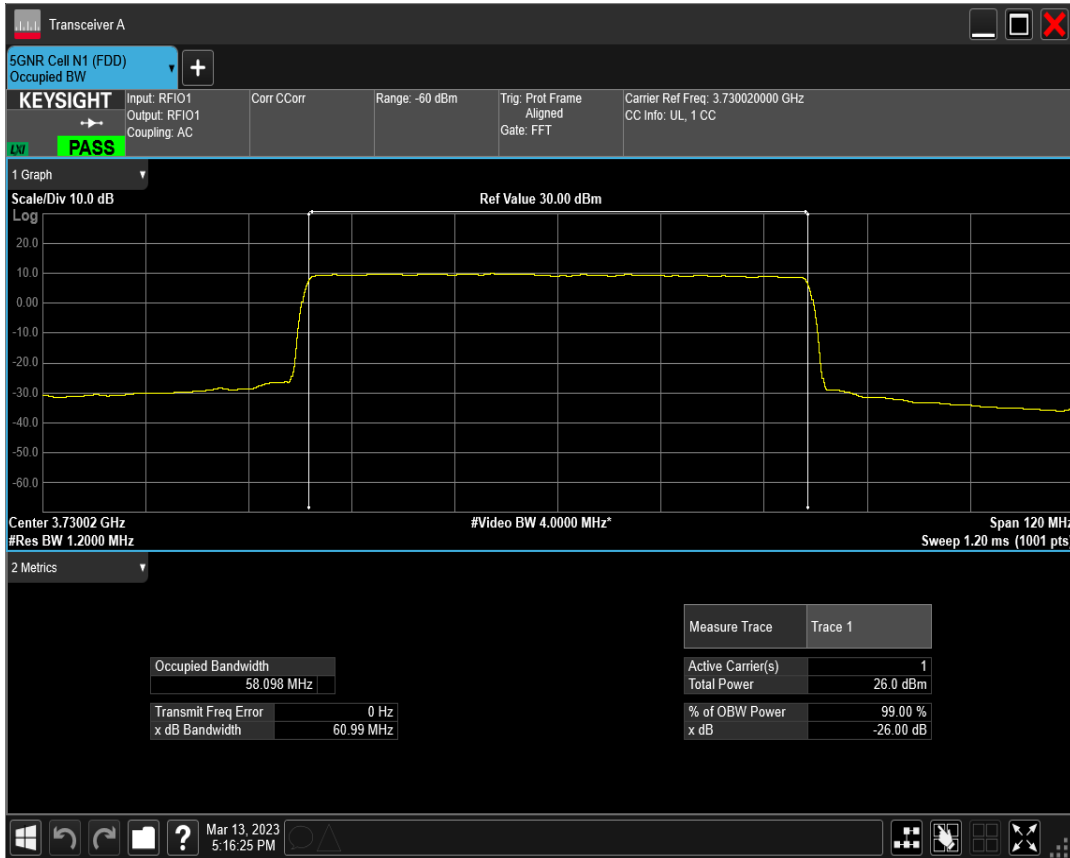 Transceiver A
5GNR Cell N1 (FDD)
Occupied BW
+
KEYSIGHT
LXI
PASS
Input: RFIO1
Output: RFIO1
Coupling: AC
Corr CCorr
Range: -60 dBm
Trig: Prot Frame
Aligned
Gate: FFT
Carrier Ref Freq: 3.730020000 GHz
CC Info: UL, 1 CC
1 Graph
Scale/Div 10.0 dB
Ref Value 30.00 dBm
Log
20.0
10.0
0.00
-10.0
-20.0
-30.0
-40.0
-50.0
-60.0
Center 3.73002 GHz
#Video BW 4.0000 MHz*
Span 120 MHz
#Res BW 1.2000 MHz
Sweep 1.20 ms (1001 pts)
2 Metrics
Measure Trace Trace 1
Occupied Bandwidth
58.098 MHz
Active Carrier(s) 1
Total Power 26.0 dBm
Transmit Freq Error 0 Hz
x dB Bandwidth 60.99 MHz
% of OBW Power 99.00 %
x dB -26.00 dB
?
Mar 13, 2023
5:16:25 PM